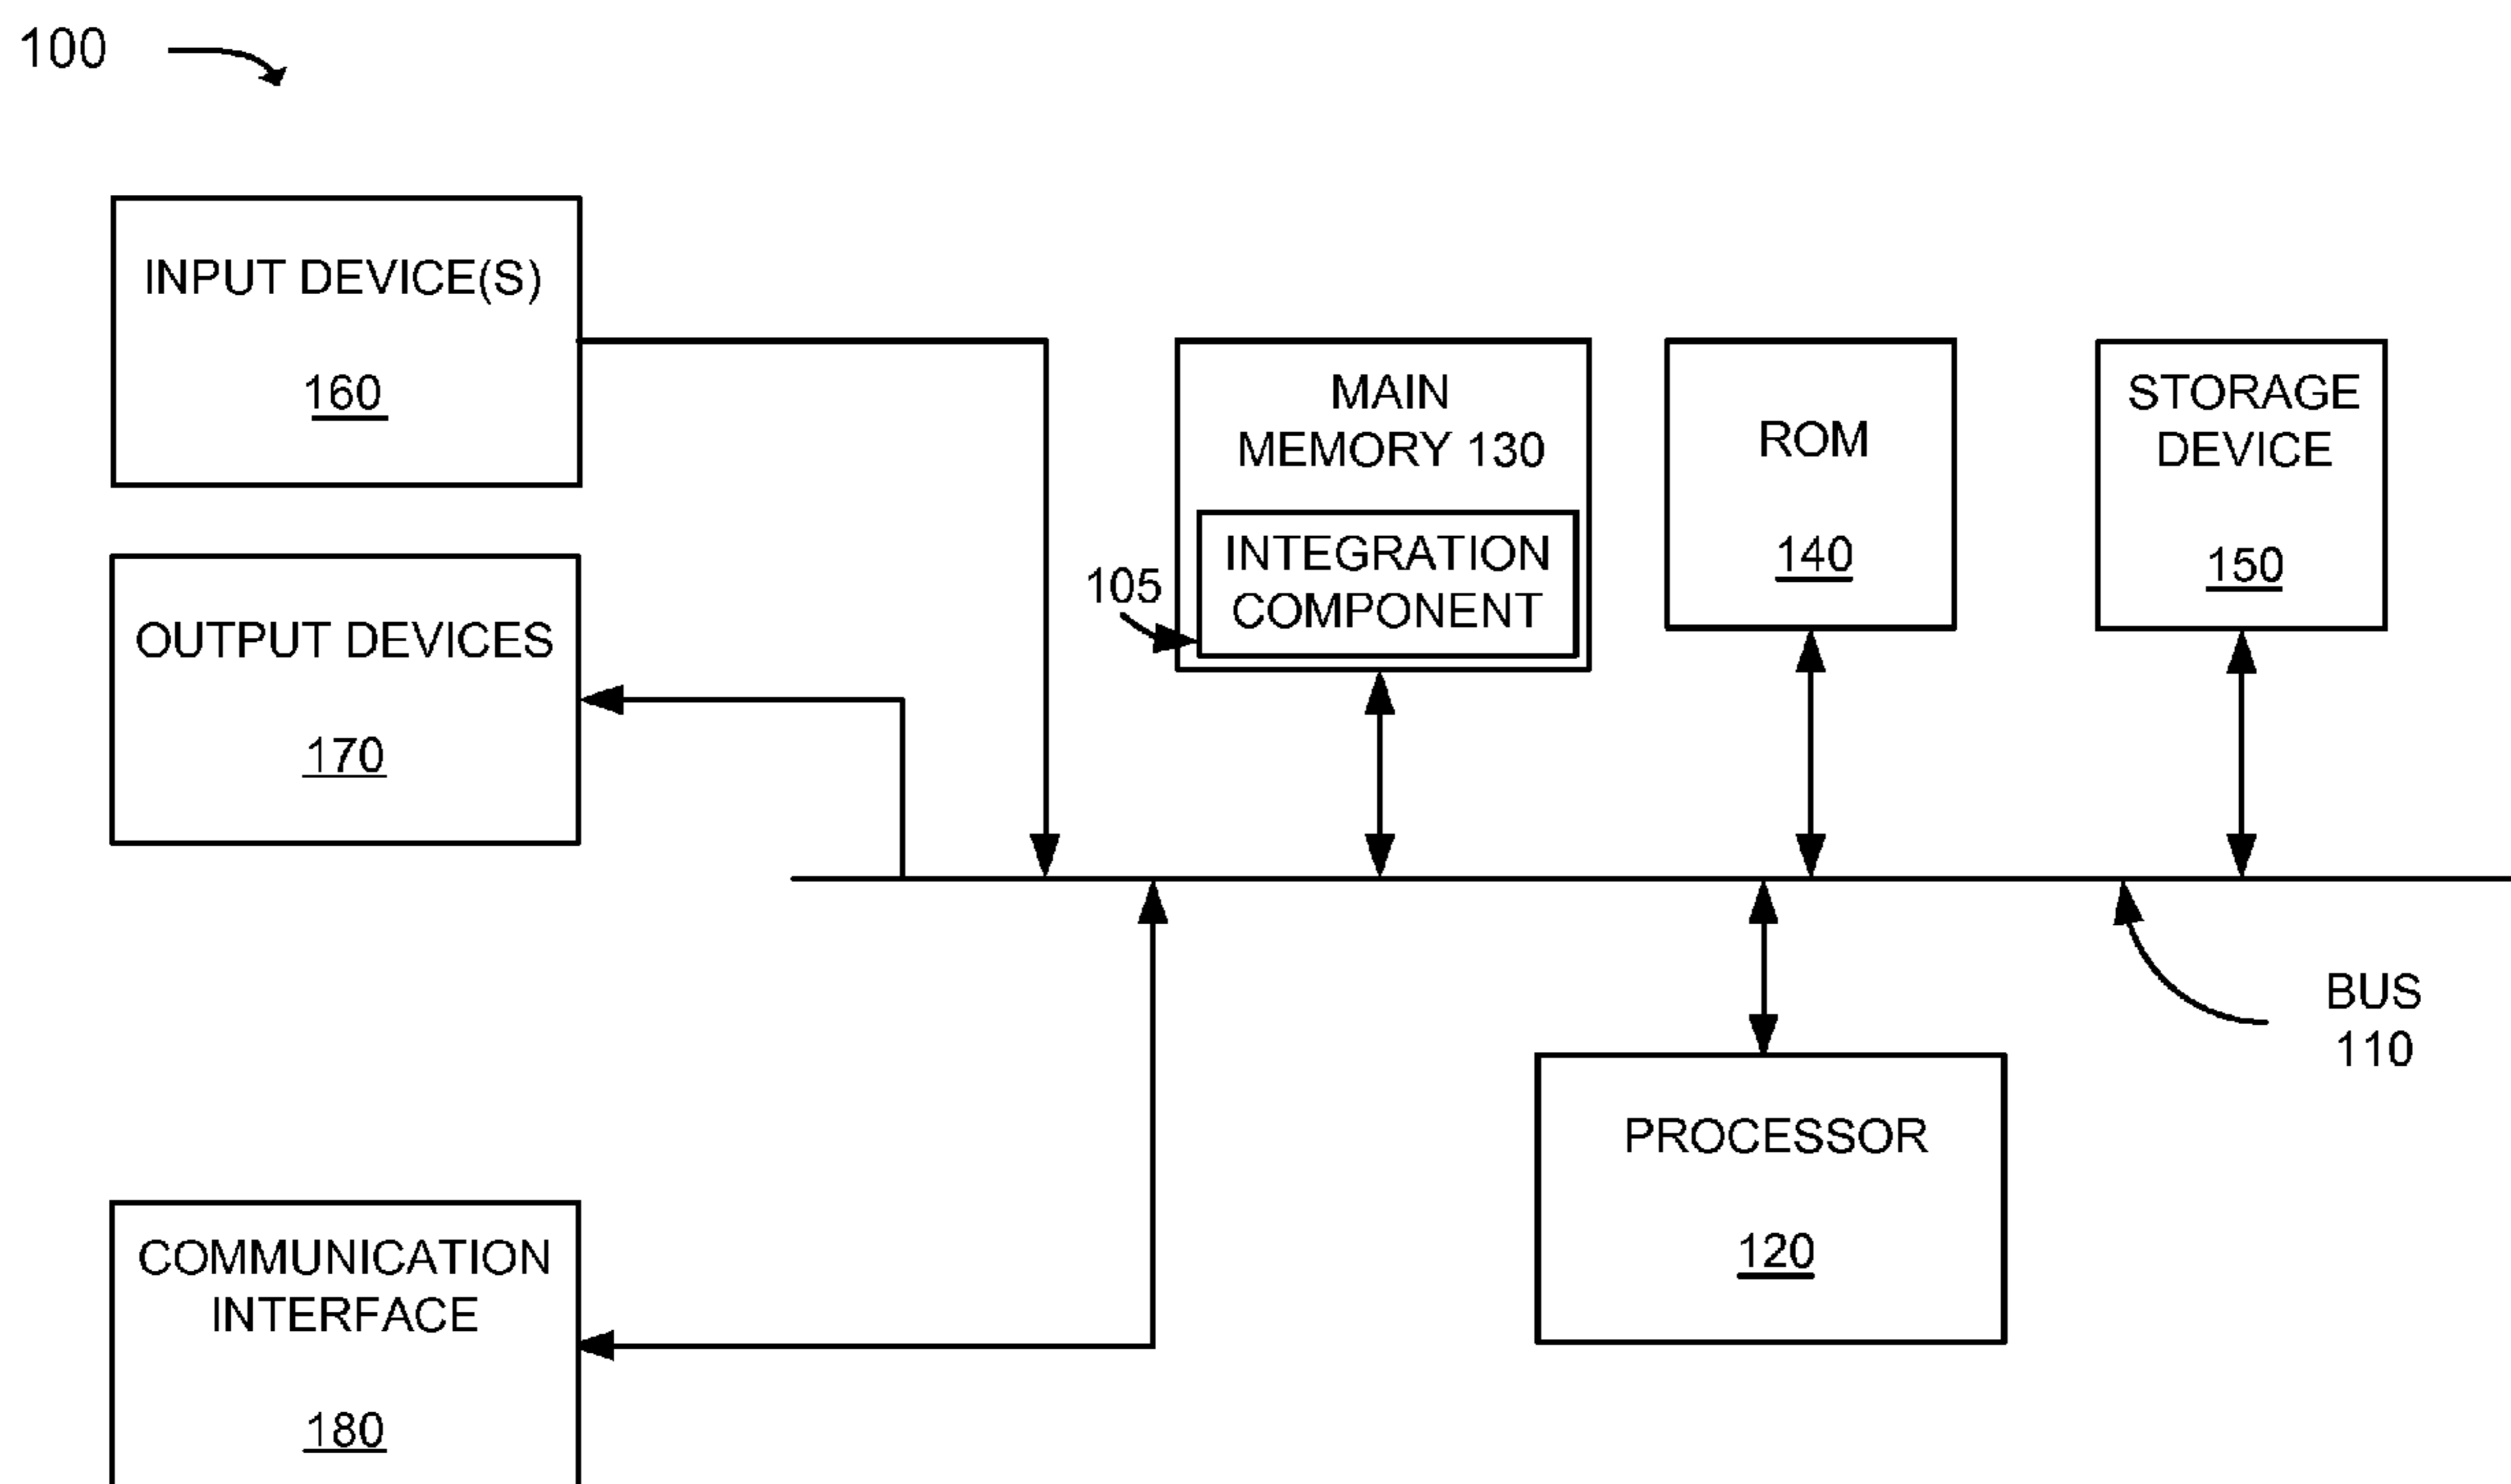 100
INPUT DEVICE(S)
160
MAIN
MEMORY 130
INTEGRATION
COMPONENT
105
ROM
140
STORAGE
DEVICE
150
OUTPUT DEVICES
170
BUS
110
PROCESSOR
120
COMMUNICATION
INTERFACE
180